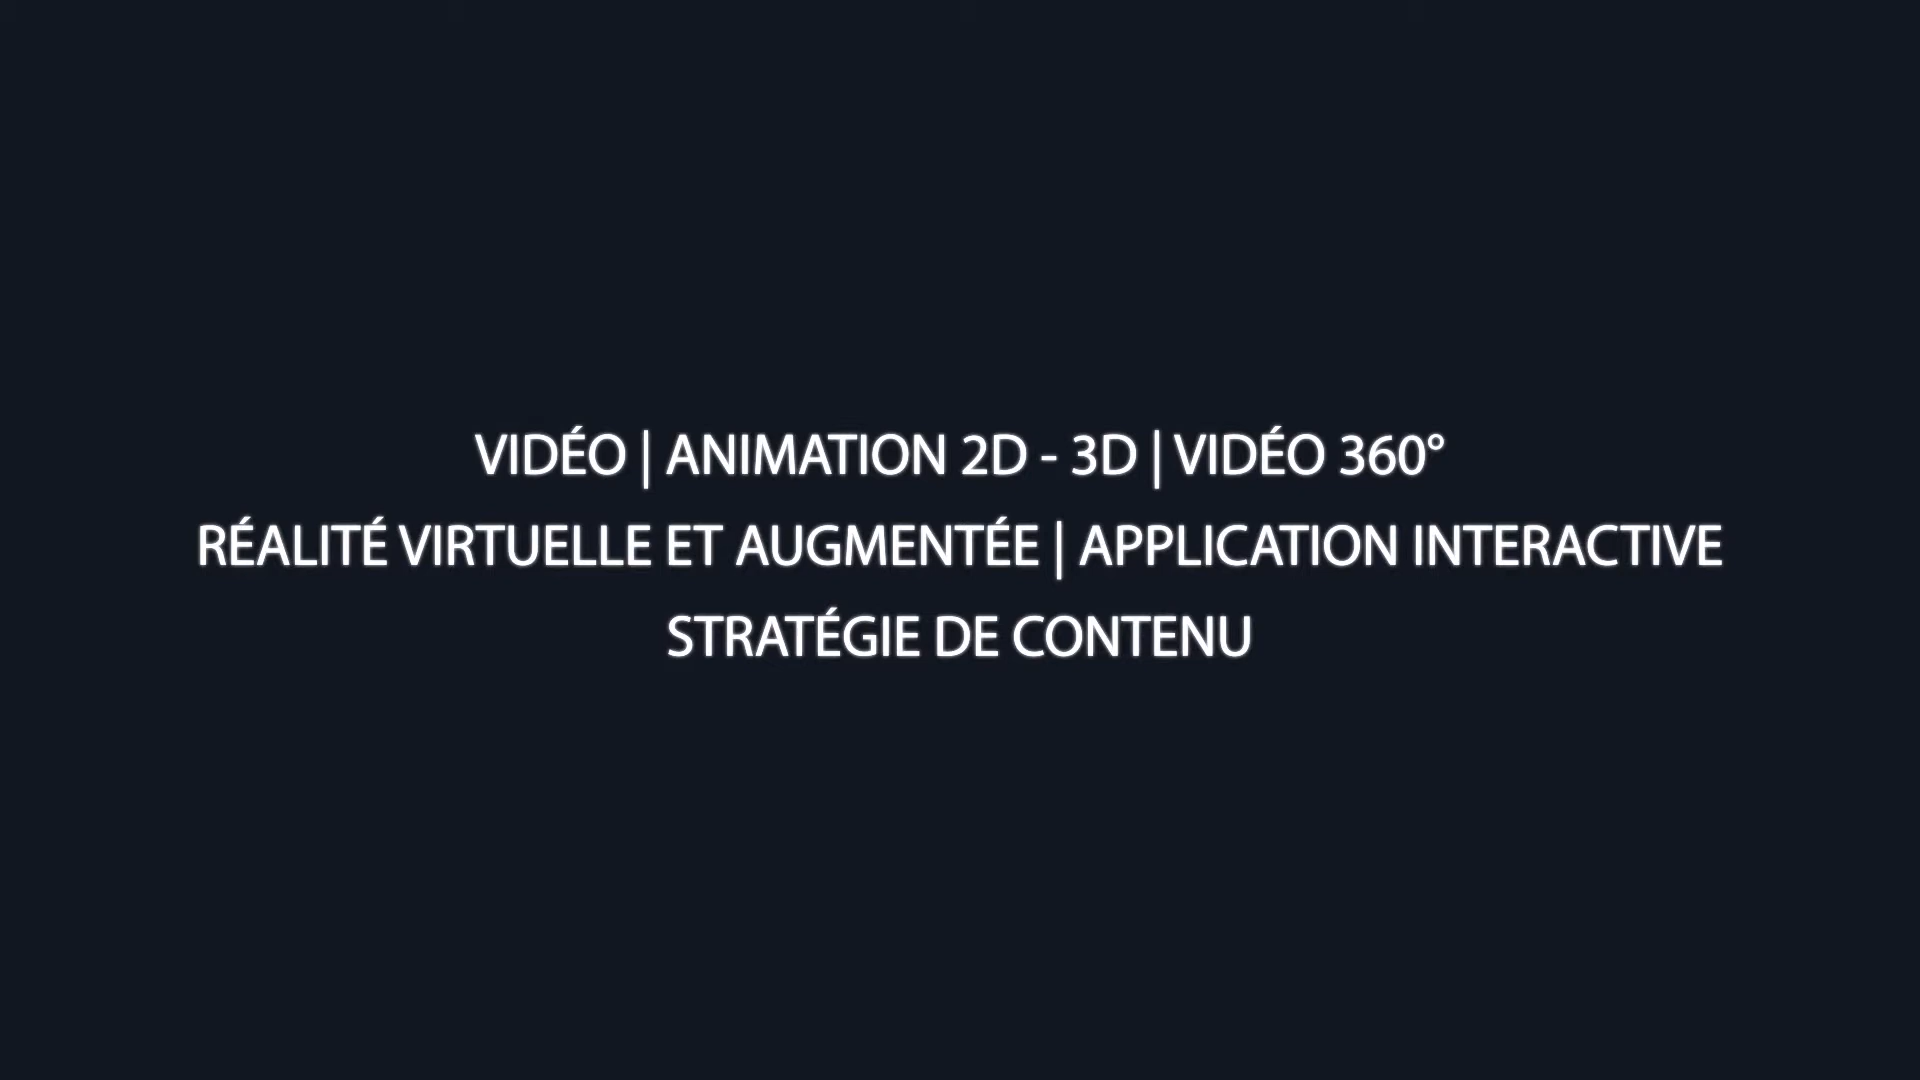 VIDÉO | ANIMATION 2D - 3D | VIDÉO 360°
RÉALITÉ VIRTUELLE ET AUGMENTÉE | APPLICATION INTERACTIVE
STRATÉGIE DE CONTENU